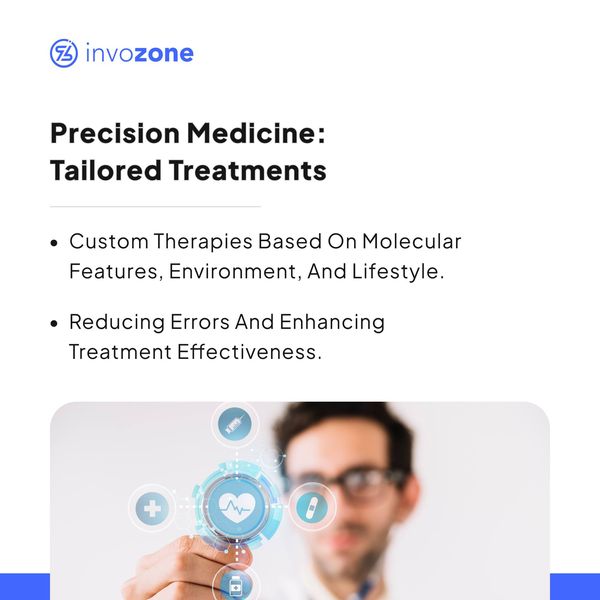 invozone
Precision Medicine:
Tailored Treatments
• Custom Therapies Based On Molecular
Features, Environment, And Lifestyle.
• Reducing Errors And Enhancing
Treatment Effectiveness.